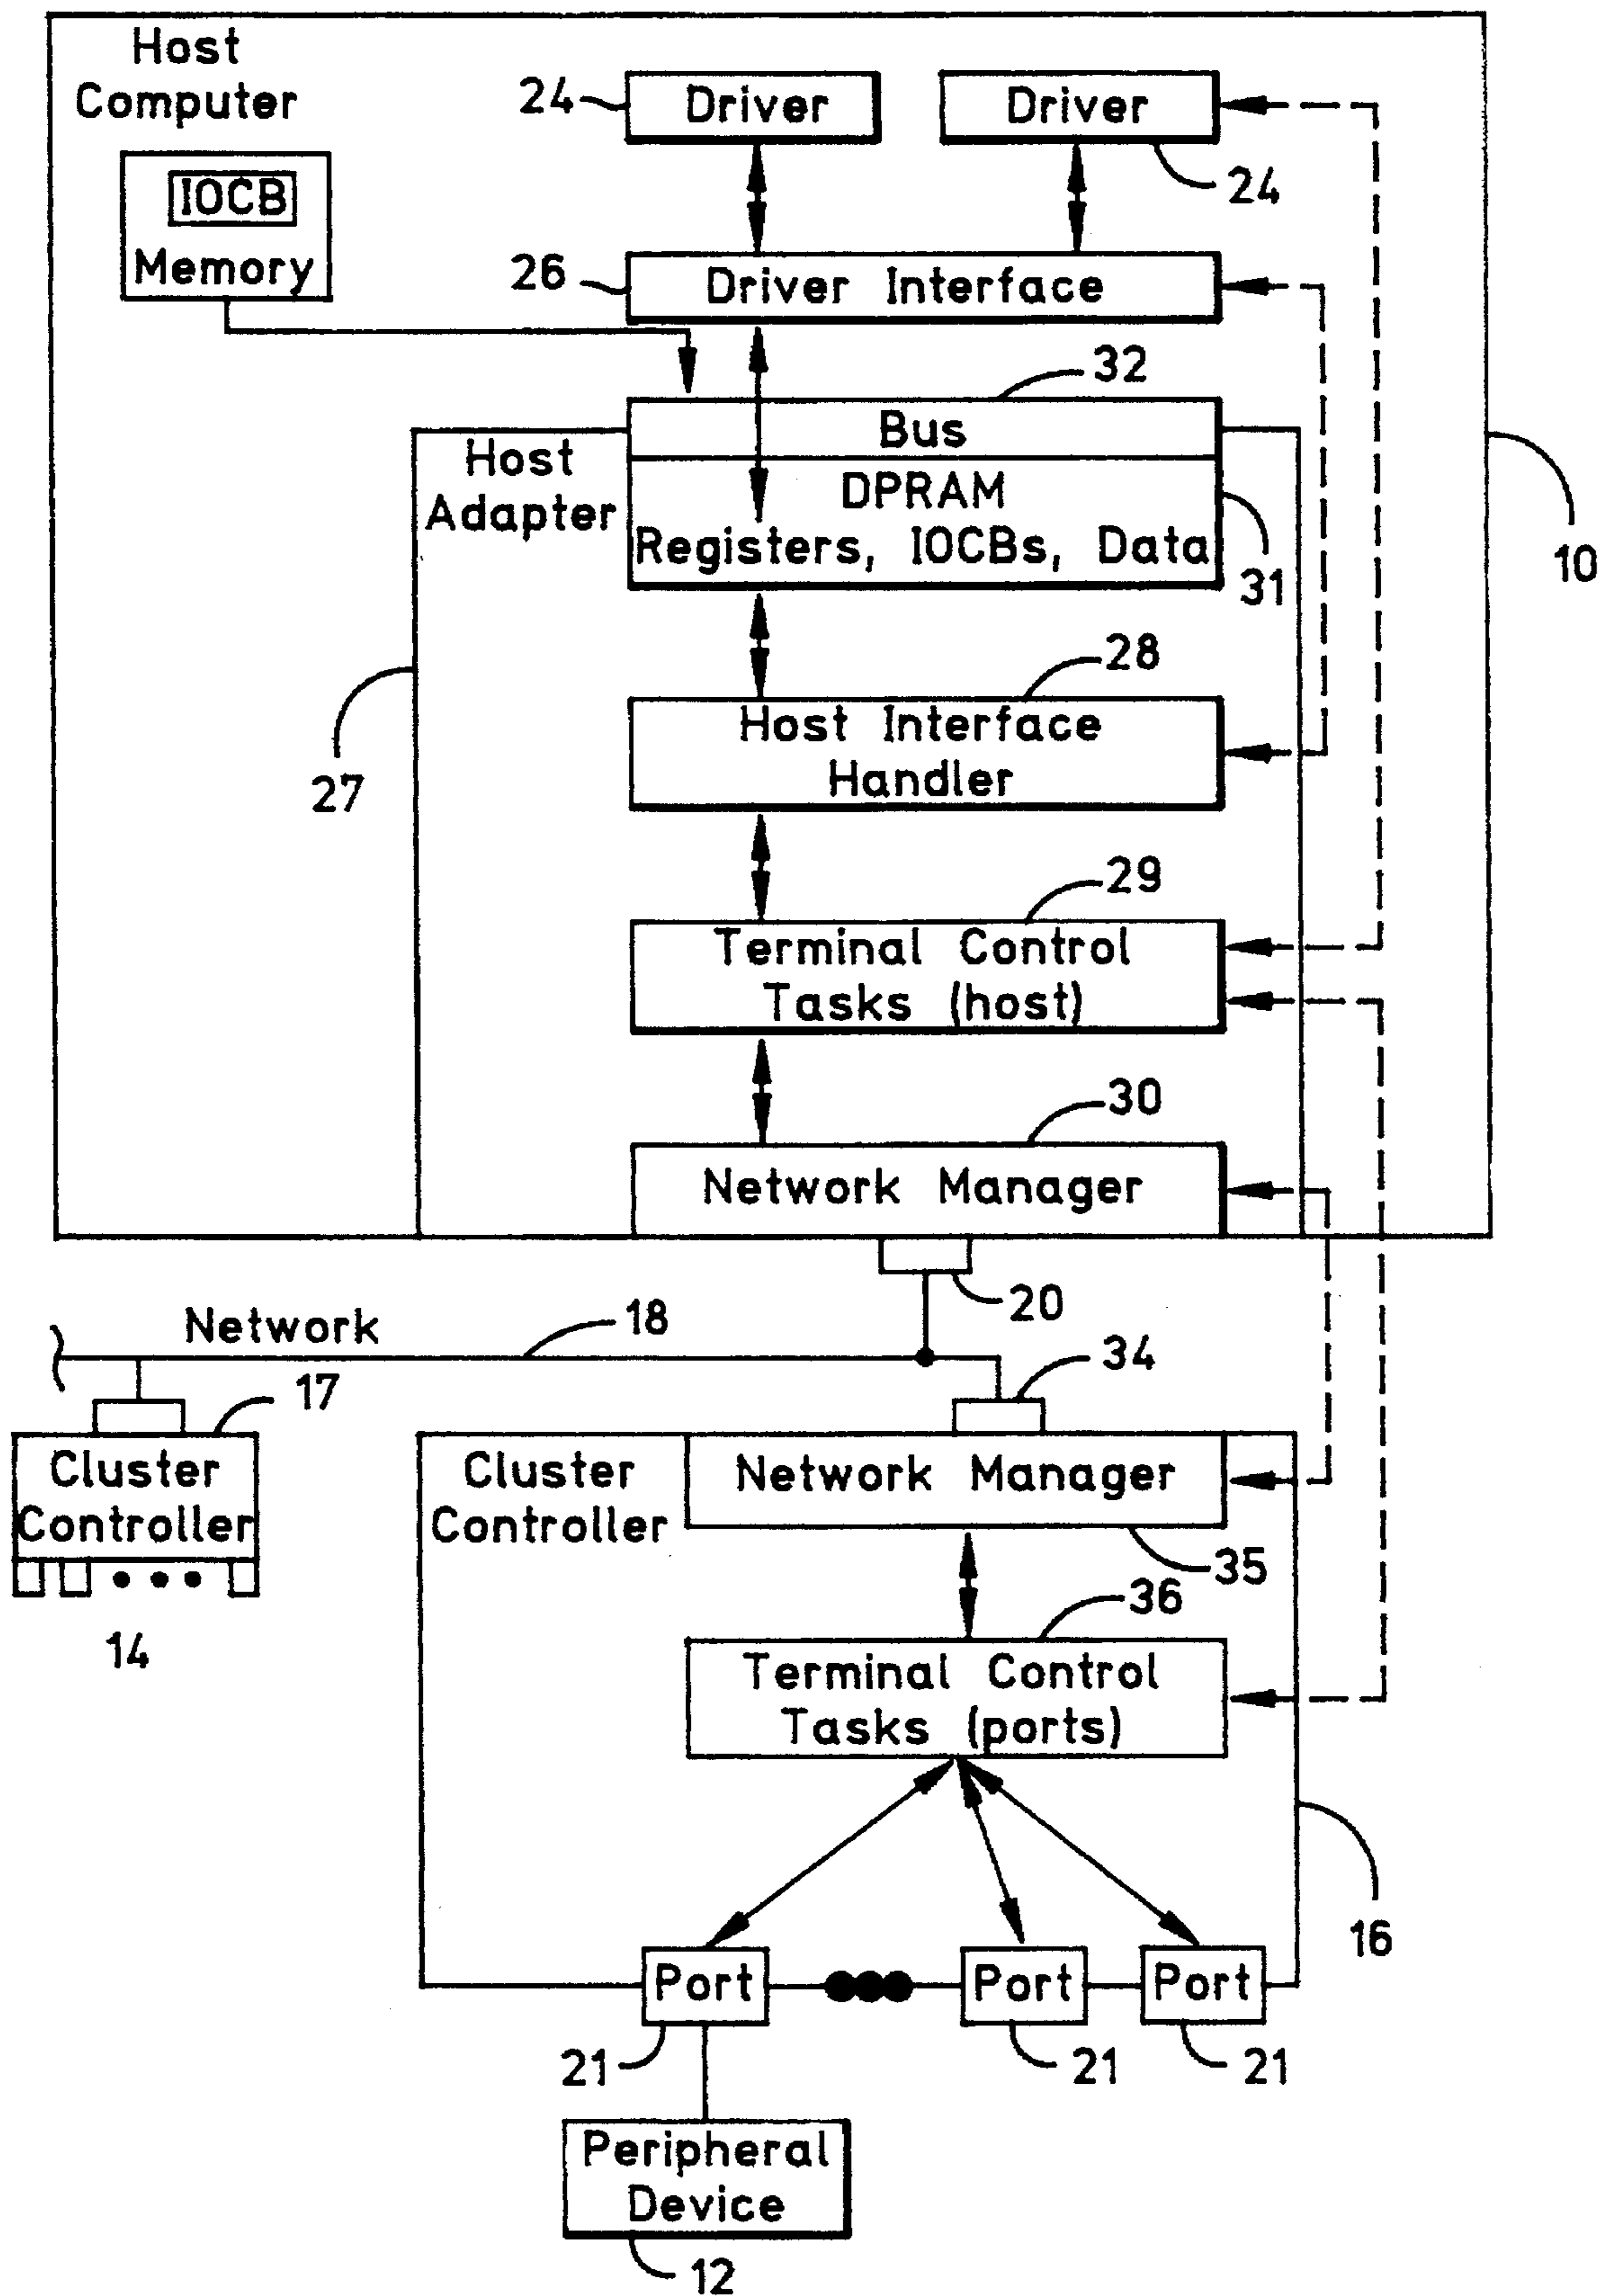 Host
Computer
24
Driver
Driver
24
IOCB
Memory
26
Driver Interface
32
Bus
Host
Adapter
DPRAM
Registers, IOCBs, Data
31
10
28
Host Interface
Handler
27
29
Terminal Control
Tasks (host)
30
Network Manager
20
Network
18
34
17
Cluster
Controller
14
Cluster
Controller
Network Manager
35
36
Terminal Control
Tasks (ports)
16
Port
Port
Port
21
21
21
Peripheral
Device
12